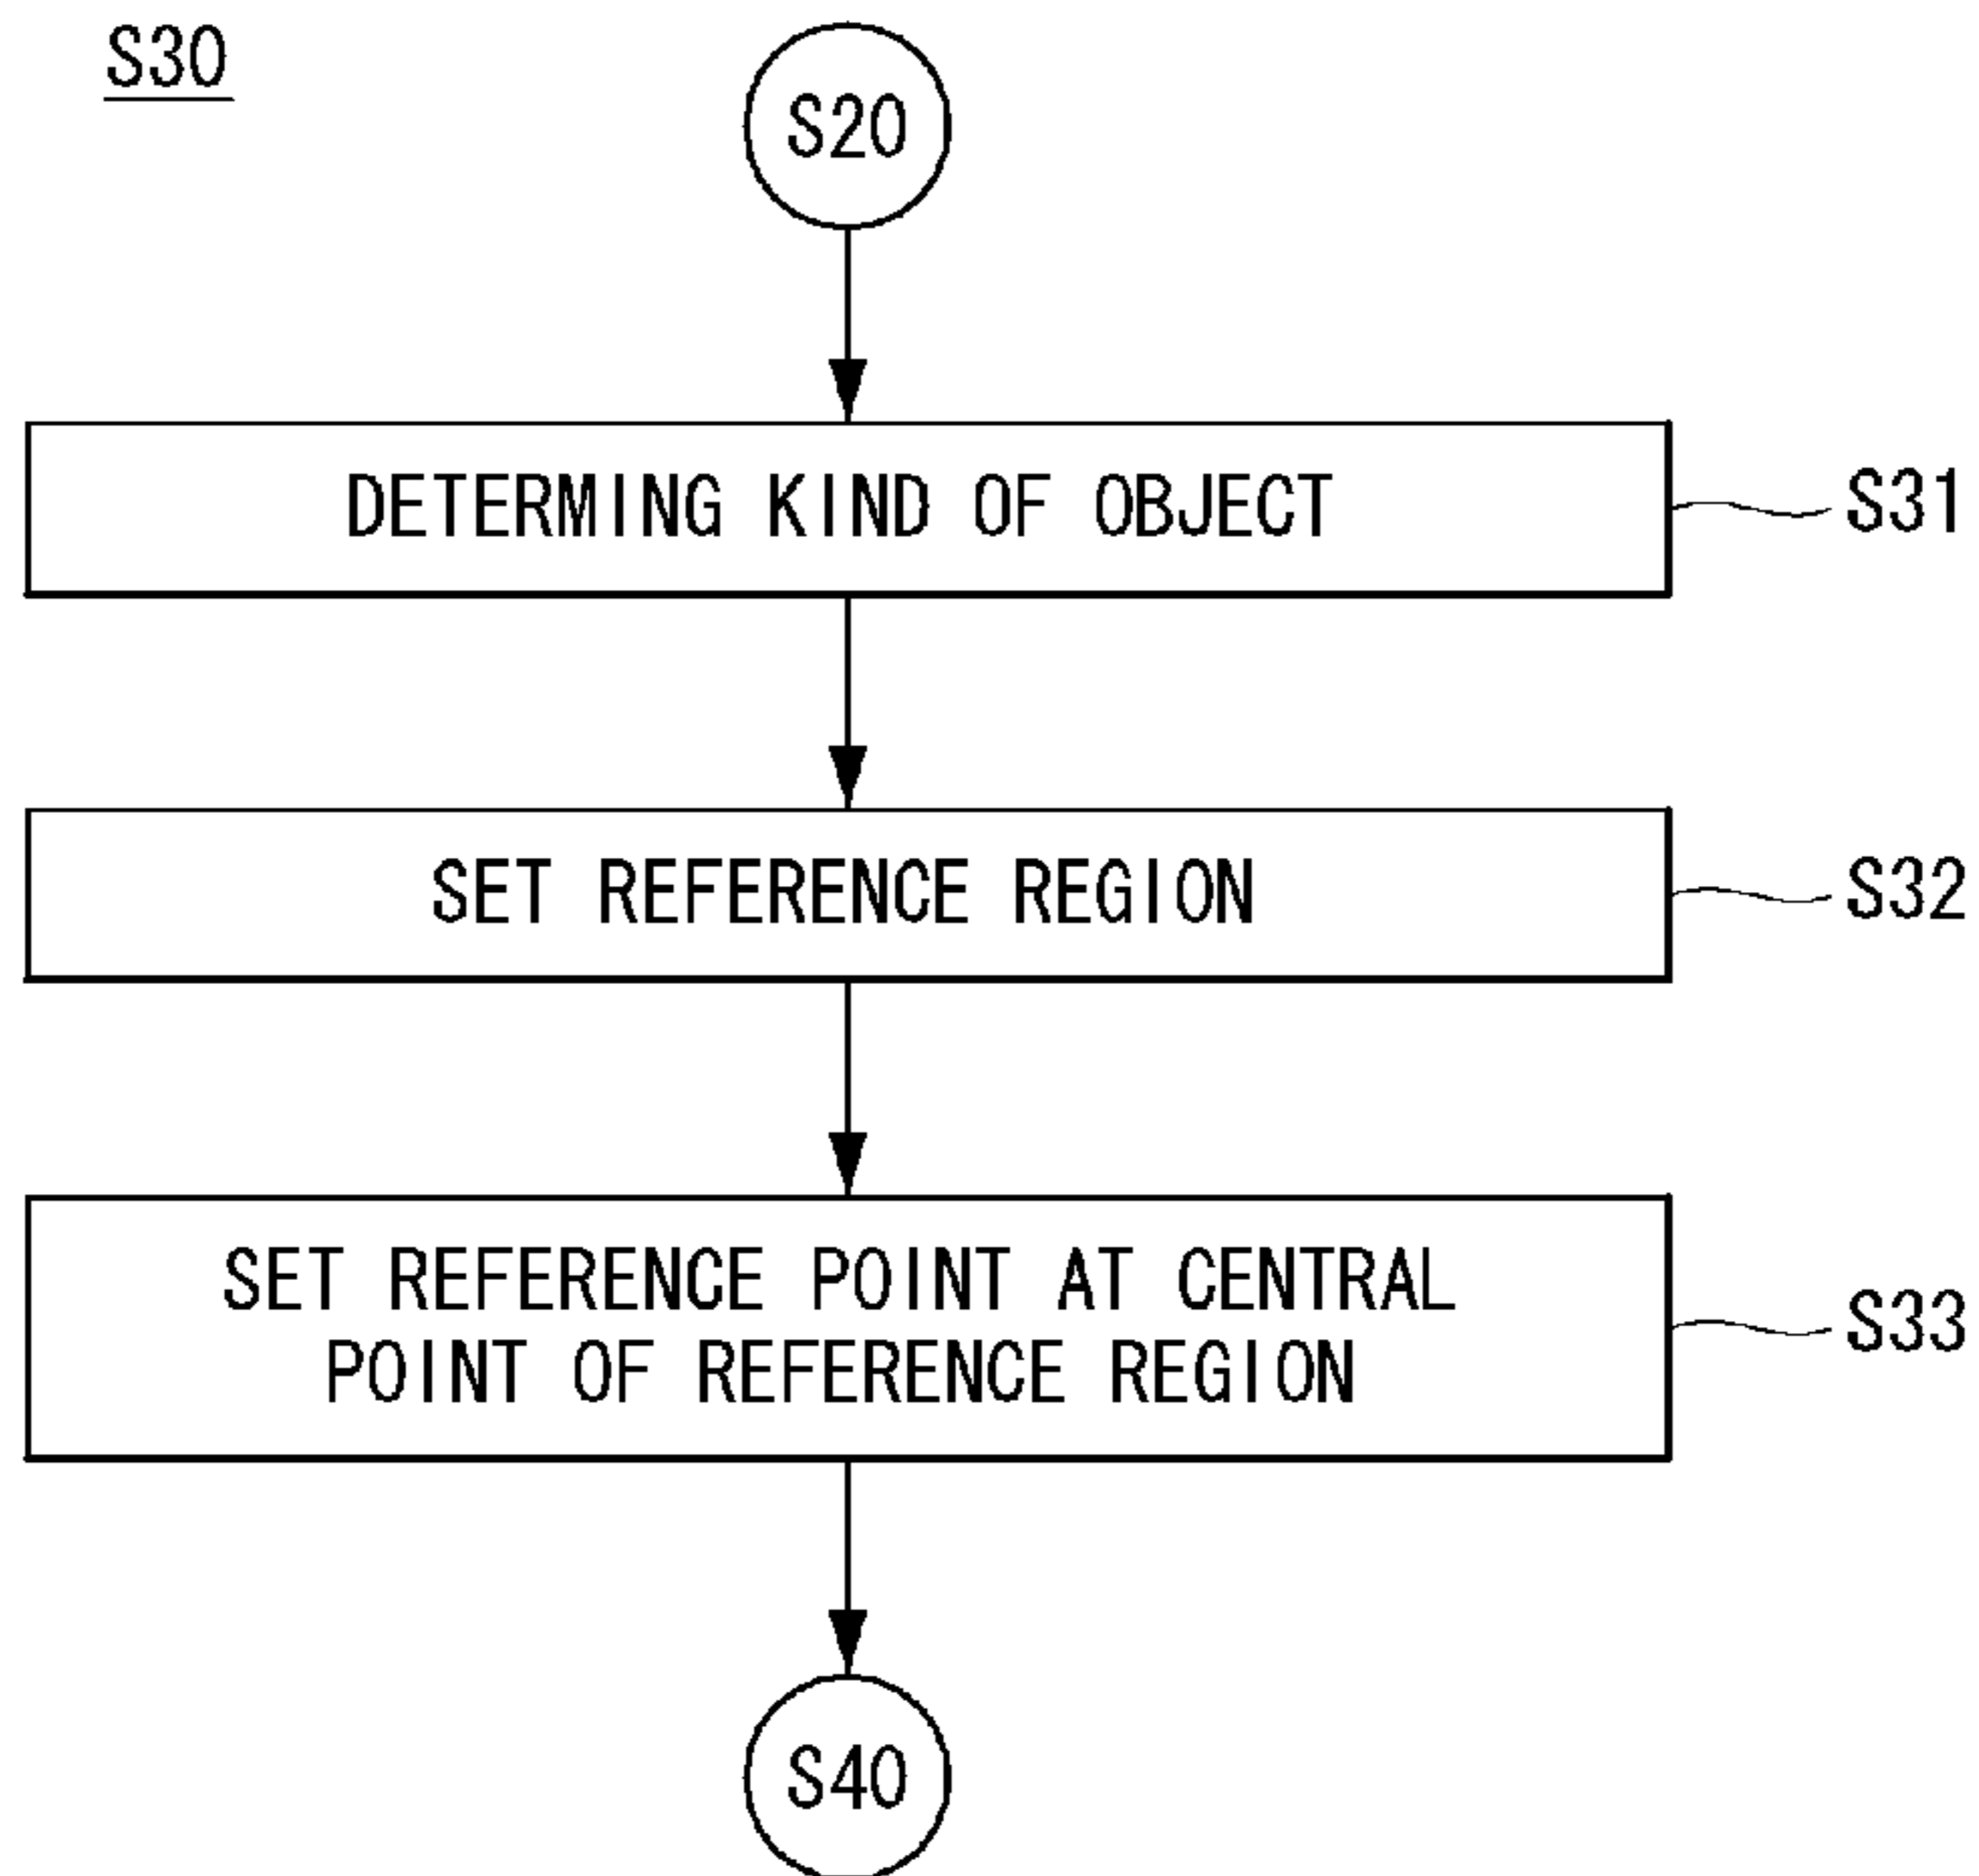 S30
S20
DETERMING KIND OF OBJECT
S31
SET REFERENCE REGION
S32
SET REFERENCE POINT AT CENTRAL
POINT OF REFERENCE REGION
S33
S40